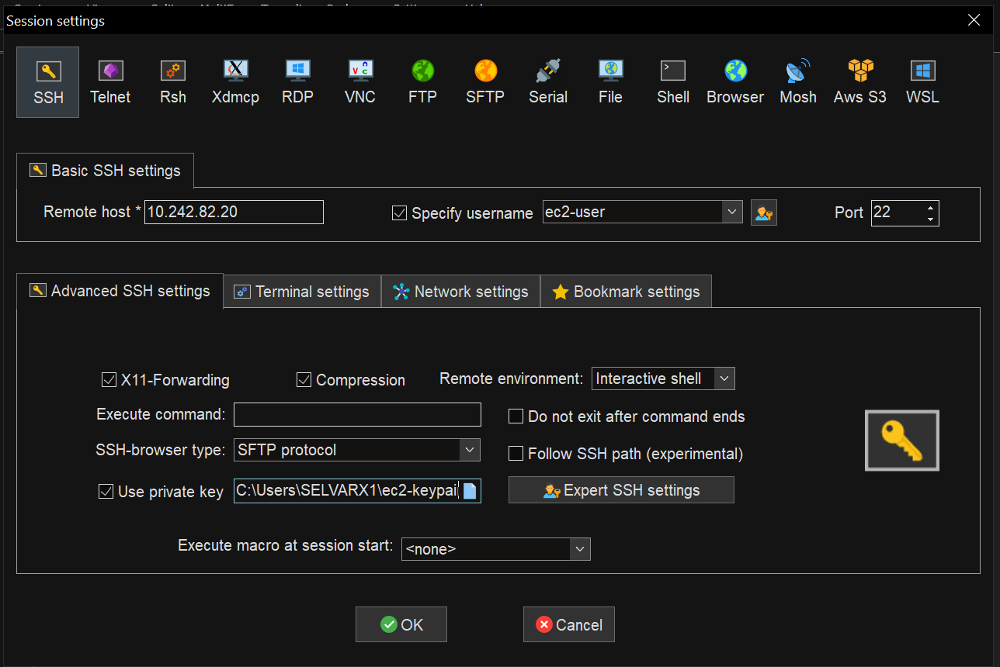 Session settings
SSH Telnet Rsh Xdmcp RDP VNC FTP SFTP Serial File Shell Browser Mosh Aws S3 WSL
Basic SSH settings
Remote host * 10.242.82.20 Specify username ec2-user Port 22
Advanced SSH settings Terminal settings Network settings Bookmark settings
X11-Forwarding Compression Remote environment: Interactive shell
Execute command: Do not exit after command ends
SSH-browser type: SFTP protocol Follow SSH path (experimental)
Use private key C:\Users\SELVARX1\ec2-keypai Expert SSH settings
Execute macro at session start: <none>
OK Cancel